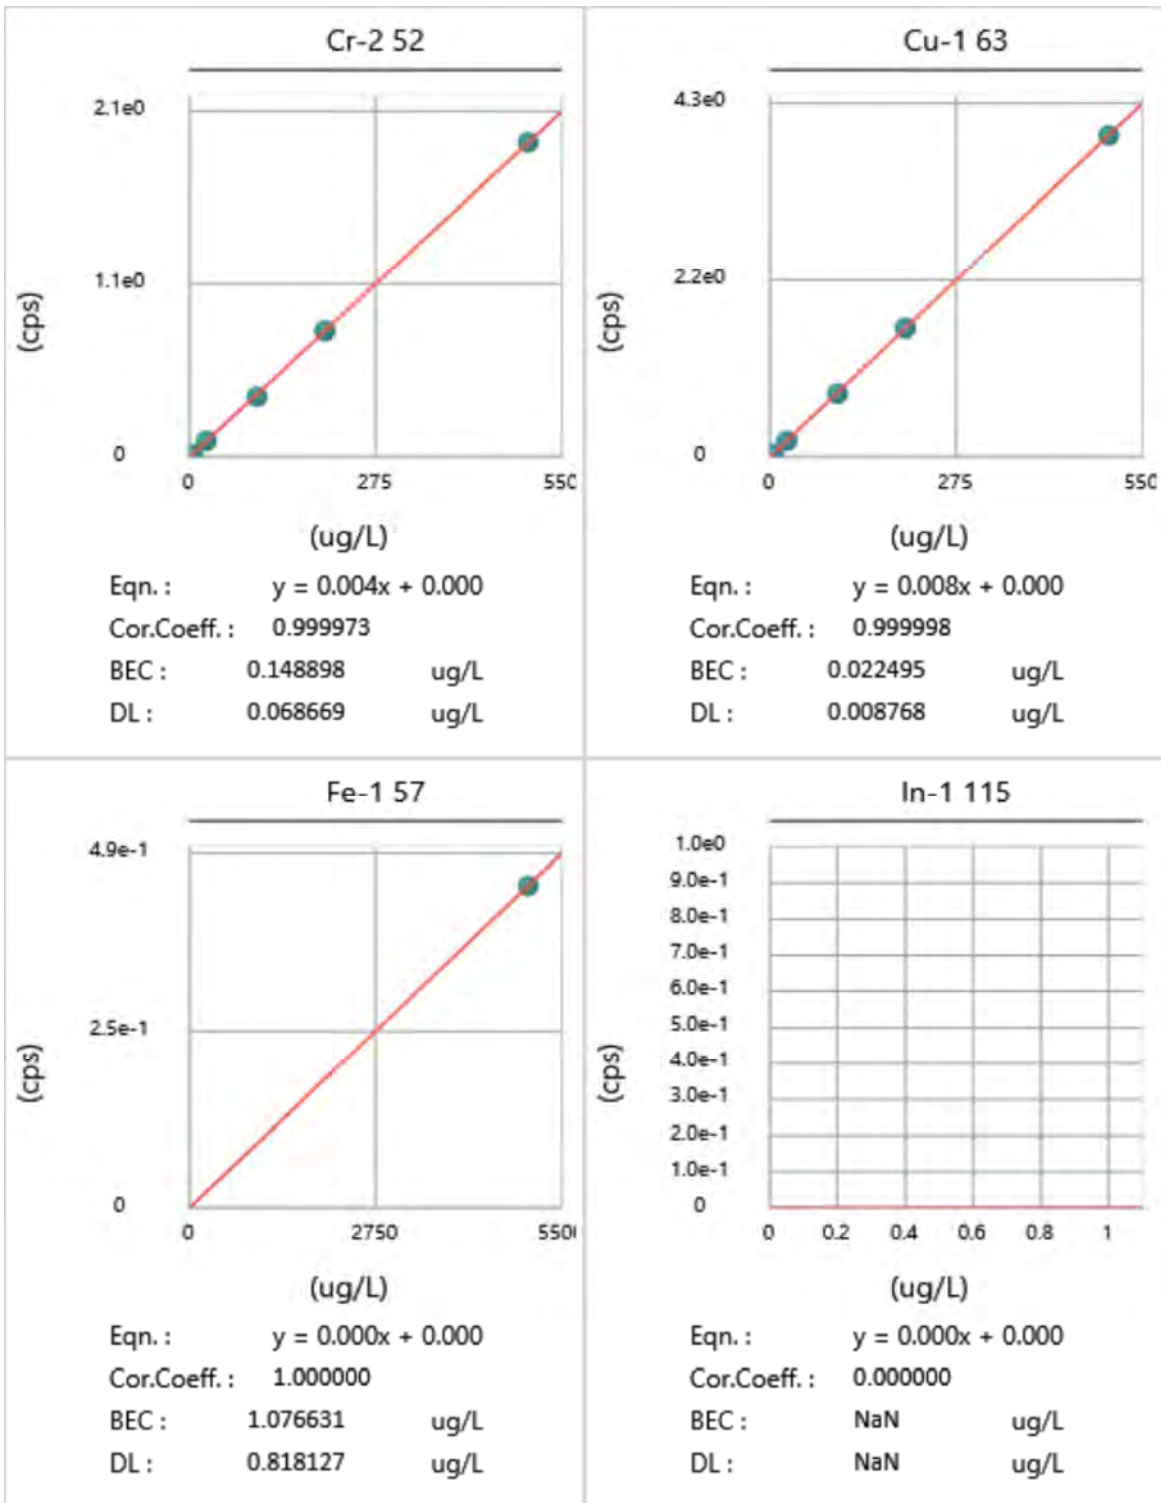 Cr-2 52
2.1e0
1.1e0
0
(cps)
0 275 550
(ug/L)
Eqn. : y = 0.004x + 0.000
Cor.Coeff. : 0.999973
BEC : 0.148898 ug/L
DL : 0.068669 ug/L
Cu-1 63
4.3e0
2.2e0
0
(cps)
0 275 550
(ug/L)
Eqn. : y = 0.008x + 0.000
Cor.Coeff. : 0.999998
BEC : 0.022495 ug/L
DL : 0.008768 ug/L
Fe-1 57
4.9e-1
2.5e-1
0
(cps)
0 2750 550
(ug/L)
Eqn. : y = 0.000x + 0.000
Cor.Coeff. : 1.000000
BEC : 1.076631 ug/L
DL : 0.818127 ug/L
In-1 115
1.0e0
9.0e-1
8.0e-1
7.0e-1
6.0e-1
5.0e-1
4.0e-1
3.0e-1
2.0e-1
1.0e-1
0
(cps)
0 0.2 0.4 0.6 0.8 1
(ug/L)
Eqn. : y = 0.000x + 0.000
Cor.Coeff. : 0.000000
BEC : NaN ug/L
DL : NaN ug/L